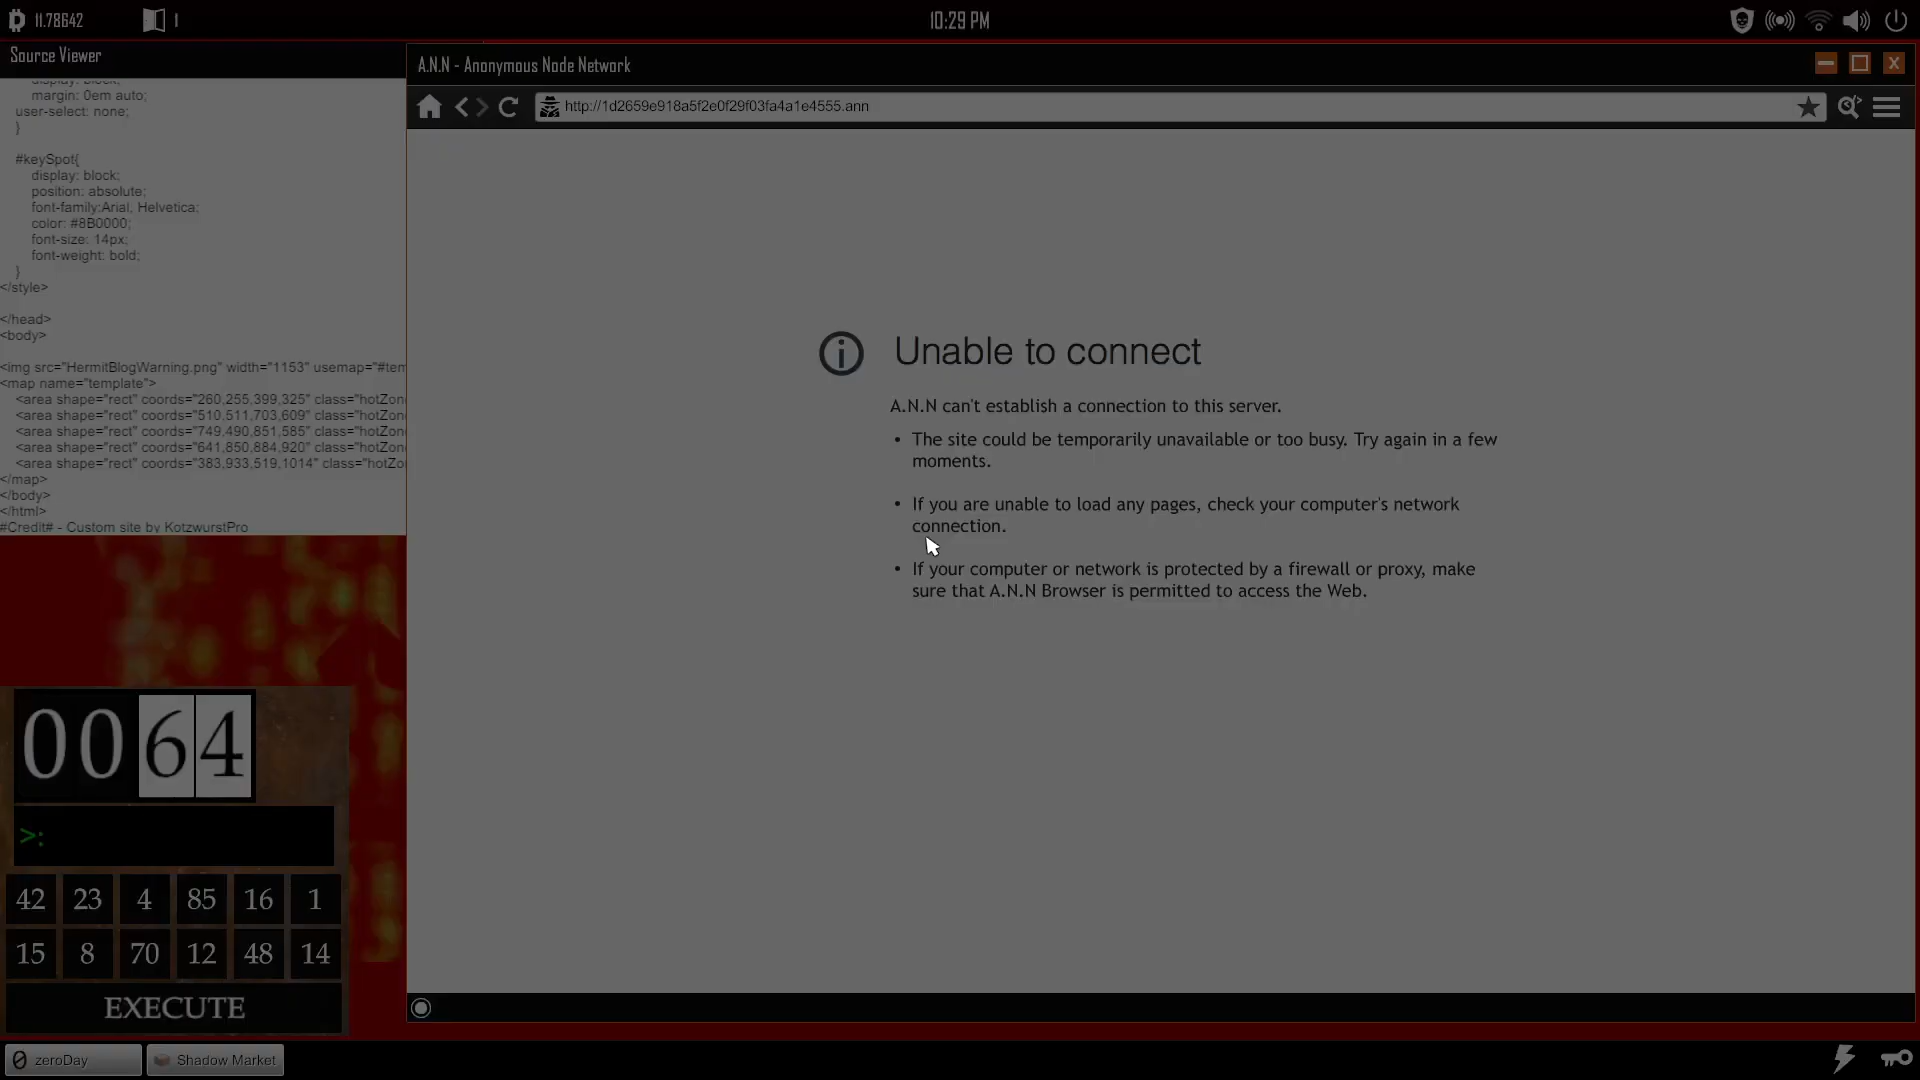 11.78642
1
10:29 PM
Source Viewer
display: block;
margin: 0em auto;
user-select: none;
}
#keySpot{
display: block;
position: absolute;
font-family:Arial, Helvetica;
color: #8B0000;
font-size: 14px;
font-weight: bold;
}
</style>
</head>
<body>
<img src="HermitBlogWarning.png" width="1153" usemap="#tem
<map name="template">
<area shape="rect" coords="260,255,399,325" class="hotZon
<area shape="rect" coords="510,511,703,609" class="hotZon
<area shape="rect" coords="749,490,851,585" class="hotZon
<area shape="rect" coords="641,850,884,920" class="hotZon
<area shape="rect" coords="383,933,519,1014" class="hotZo
</map>
</body>
</html>
#Credit# - Custom site by KotzwurstPro
A.N.N - Anonymous Node Network
http://1d2659e918a5f2e0f29f03fa4a1e4555.ann
Unable to connect
A.N.N can't establish a connection to this server.
• The site could be temporarily unavailable or too busy. Try again in a few
moments.
• If you are unable to load any pages, check your computer's network
connection.
• If your computer or network is protected by a firewall or proxy, make
sure that A.N.N Browser is permitted to access the Web.
0064
>:
42 23 4 85 16 1
15 8 70 12 48 14
EXECUTE
zeroDay
Shadow Market